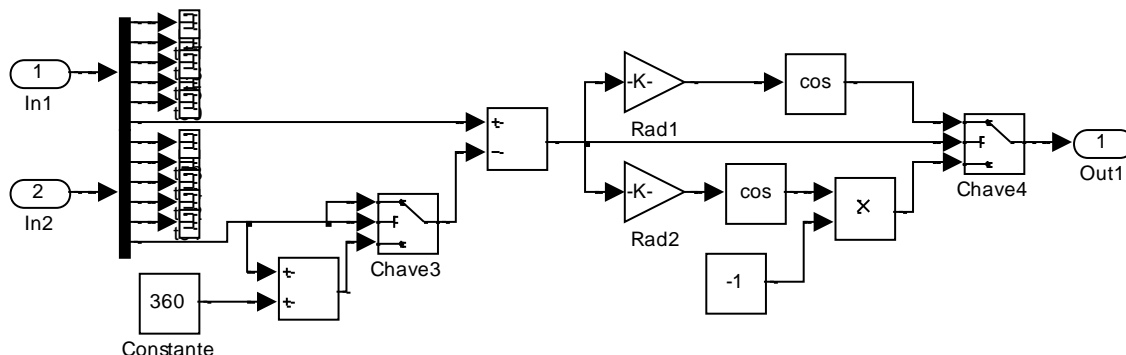 1
In1
-K-
Rad1
cos
+
-
1
Out1
Chave4
2
In2
-K-
Rad2
cos
×
Chave3
-1
+
+
360
Constante